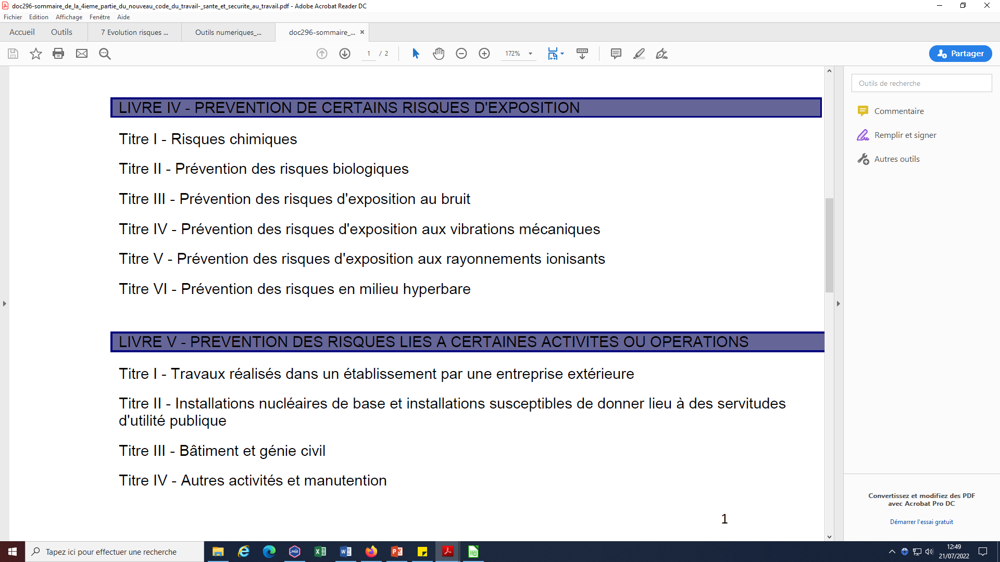 doc296-sommaire_de_la_4ieme_partie_du_nouveau_code_du_travail-_sante_et_securite_au_travail.pdf - Adobe Acrobat Reader DC
Fichier Edition Affichage Fenêtre Aide
Accueil Outils 7 Evolution risques ... Outils numeriques_... doc296-sommaire_...
1 / 2 172% Partager
Outils de recherche
Commentaire
Remplir et signer
Autres outils
LIVRE IV - PREVENTION DE CERTAINS RISQUES D'EXPOSITION
Titre I - Risques chimiques
Titre II - Prévention des risques biologiques
Titre III - Prévention des risques d'exposition au bruit
Titre IV - Prévention des risques d'exposition aux vibrations mécaniques
Titre V - Prévention des risques d'exposition aux rayonnements ionisants
Titre VI - Prévention des risques en milieu hyperbare
LIVRE V - PREVENTION DES RISQUES LIES A CERTAINES ACTIVITES OU OPERATIONS
Titre I - Travaux réalisés dans un établissement par une entreprise extérieure
Titre II - Installations nucléaires de base et installations susceptibles de donner lieu à des servitudes
d'utilité publique
Titre III - Bâtiment et génie civil
Titre IV - Autres activités et manutention
1
Convertissez et modifiez des PDF
avec Acrobat Pro DC
Démarrer l'essai gratuit
Tapez ici pour effectuer une recherche
12:49
21/07/2022